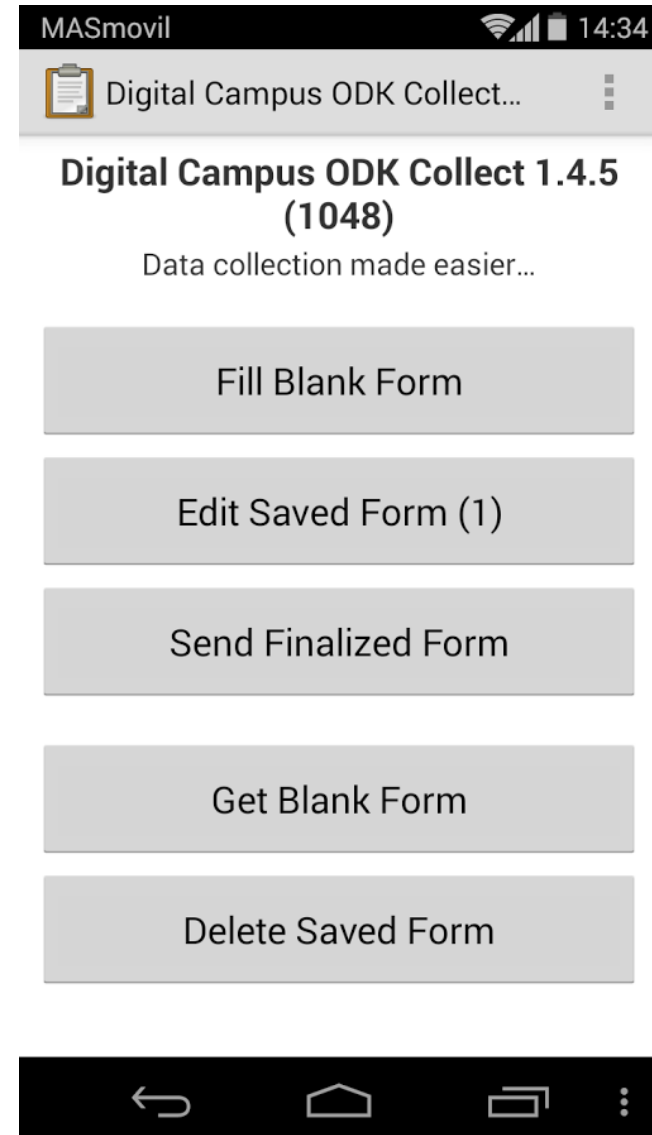 MASmovil 14:34
Digital Campus ODK Collect...
Digital Campus ODK Collect 1.4.5
(1048)
Data collection made easier...
Fill Blank Form
Edit Saved Form (1)
Send Finalized Form
Get Blank Form
Delete Saved Form